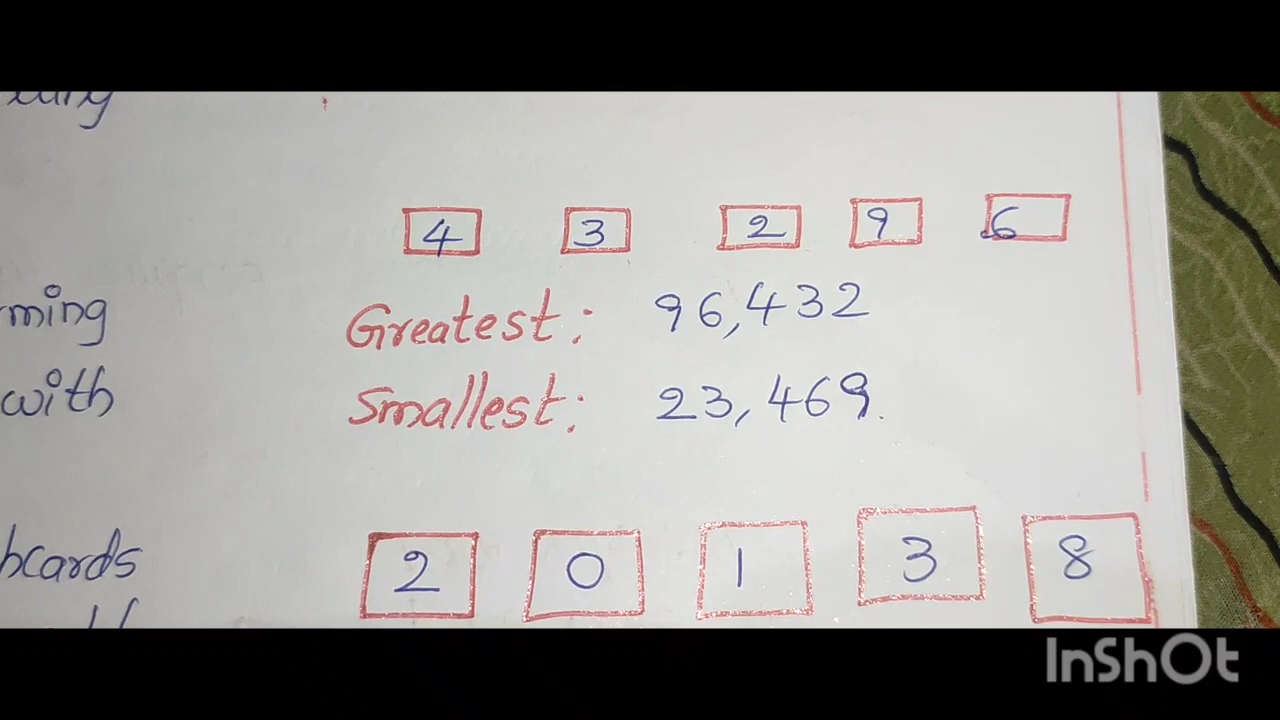 4 3 2 9 6
ming
Greatest: 96,432
with
Smallest: 23,469.
cards
2 0 1 3 8
InShOt